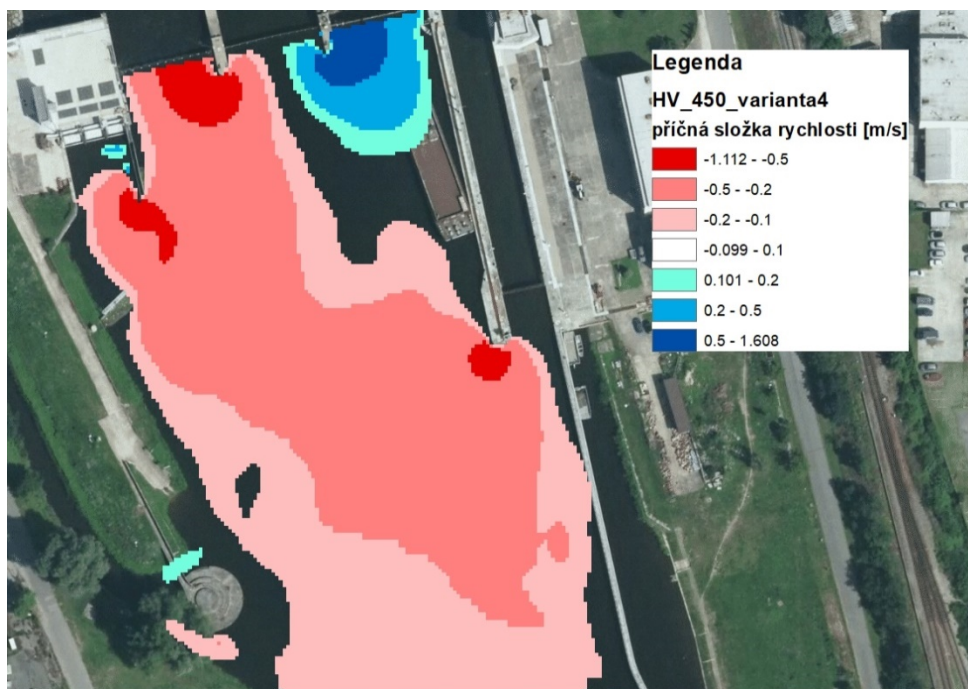 Legenda
HV_450_varianta4
příčná složka rychlosti [m/s]
-1.112 - -0.5
-0.5 - -0.2
-0.2 - -0.1
-0.099 - 0.1
0.101 - 0.2
0.2 - 0.5
0.5 - 1.608